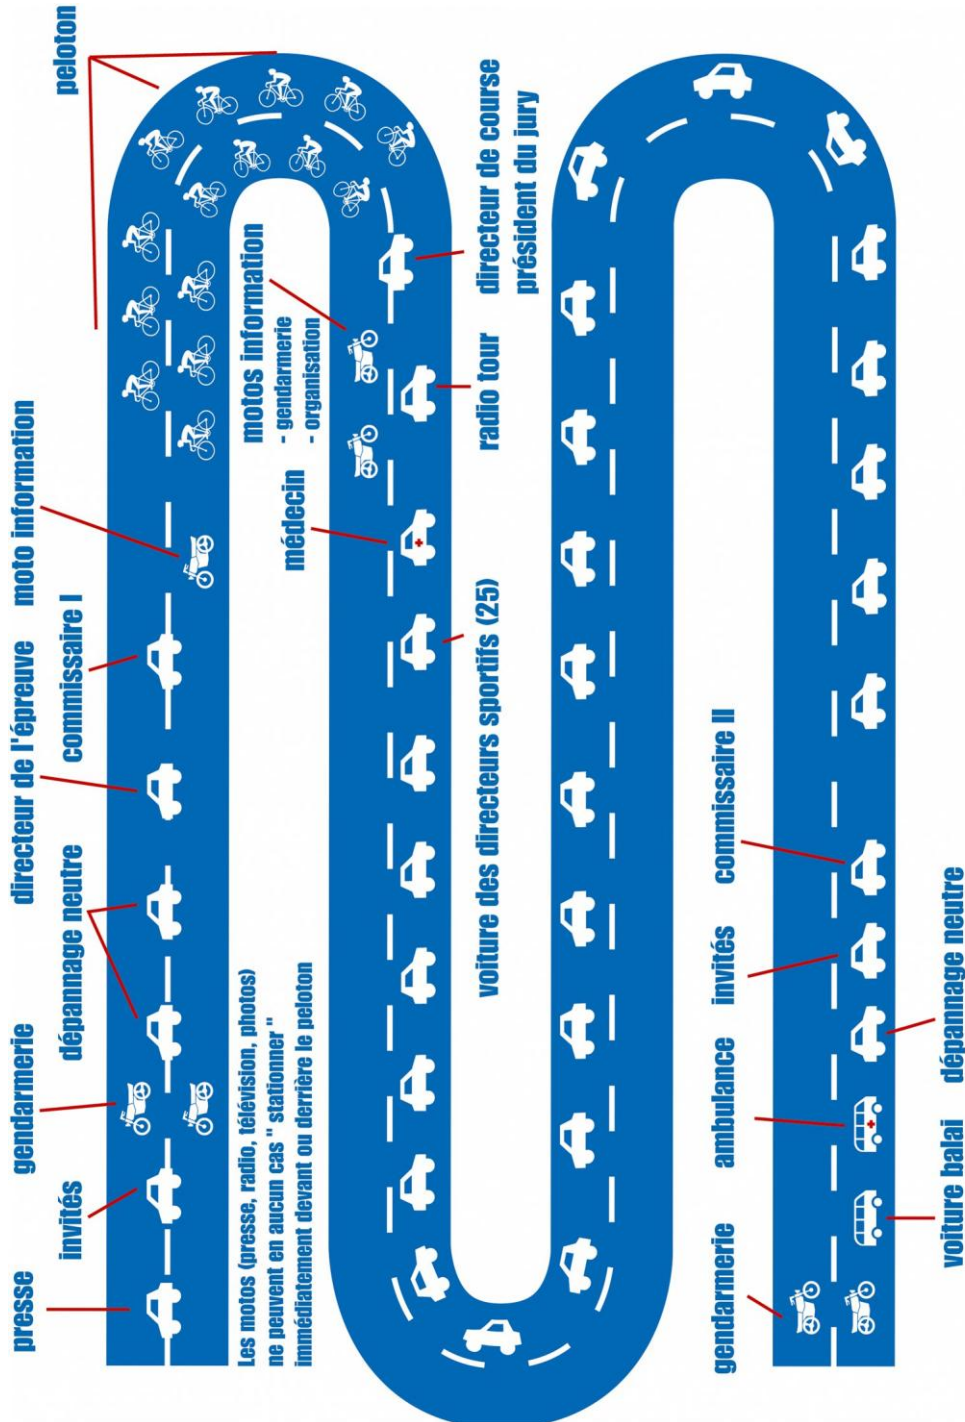 peloton
moto information
commissaire I
directeur de l'épreuve
dépannage neutre
gendarmerie
invités
presse
Les motos (presse, radio, télévision, photos)
ne peuvent en aucun cas " stationner "
immédiatement devant ou derrière le peloton
motos information
- gendarmerie
- organisation
médecin
directeur de course
président du jury
radio tour
voiture des directeurs sportifs (25)
commissaire II
invités
ambulance
gendarmerie
dépannage neutre
voiture balai